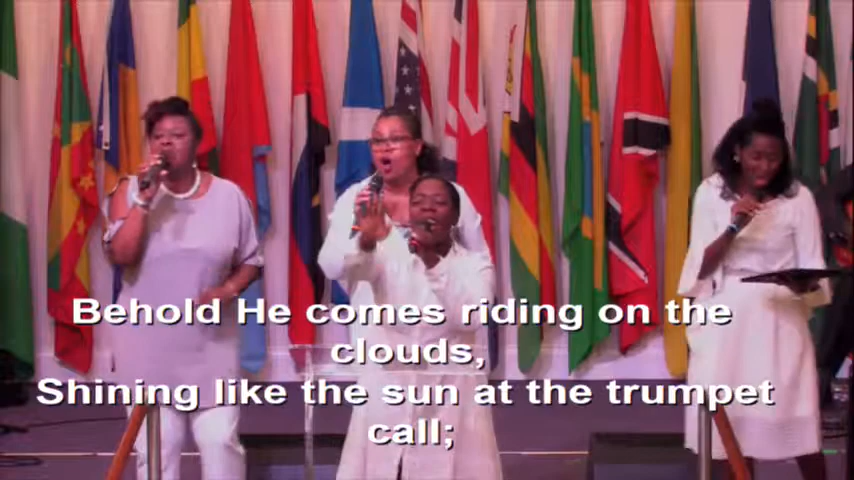 Behold He comes riding on the
clouds,
Shining like the sun at the trumpet
call;